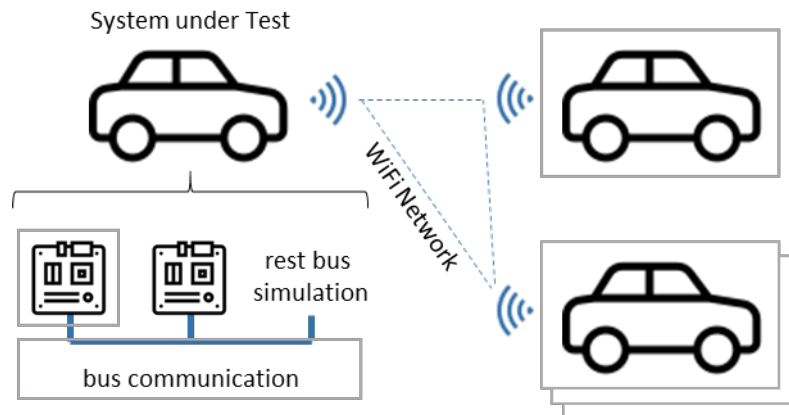 System under Test
WiFi Network
rest bus
simulation
bus communication